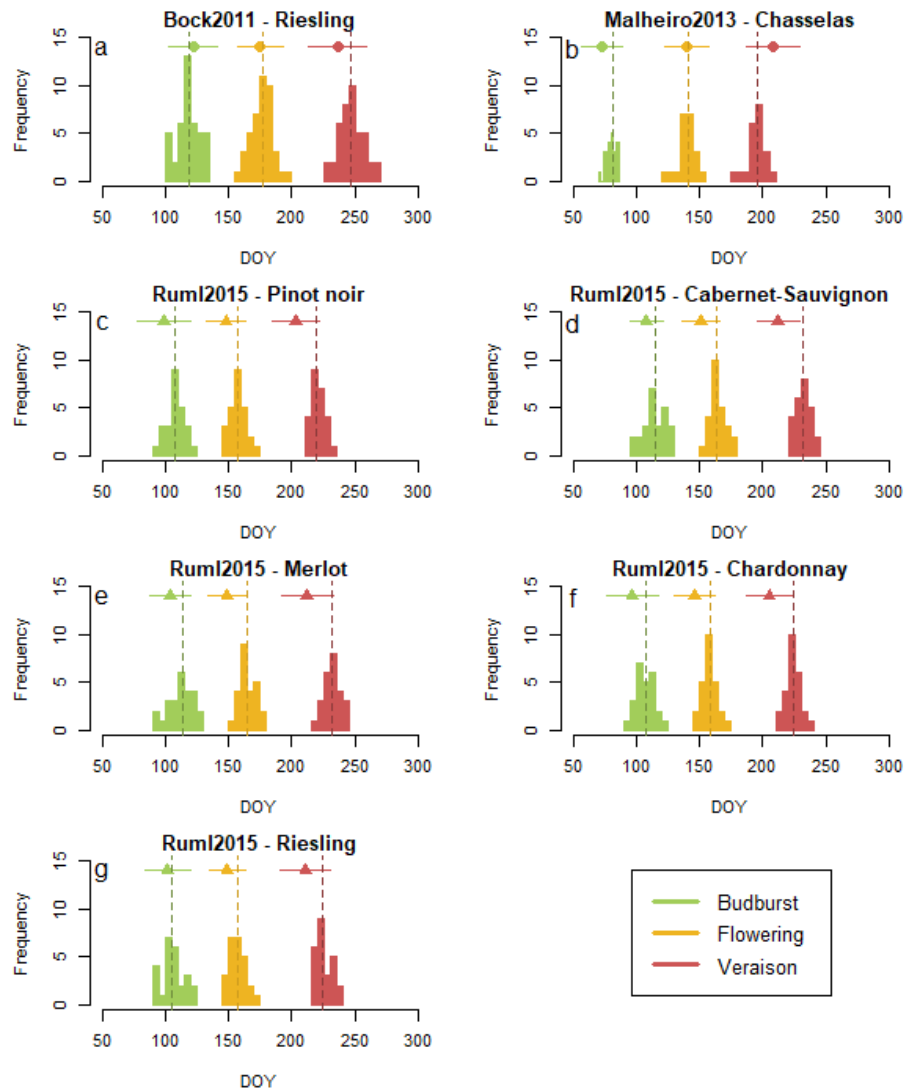 Bock2011 - Riesling
a
Frequency
0 5 10 15
50 100 150 200 250 300
DOY
Malheiro2013 - Chasselas
b
Frequency
0 5 10 15
50 100 150 200 250 300
DOY
Ruml2015 - Pinot noir
c
Frequency
0 5 10 15
50 100 150 200 250 300
DOY
Ruml2015 - Cabernet-Sauvignon
d
Frequency
0 5 10 15
50 100 150 200 250 300
DOY
Ruml2015 - Merlot
e
Frequency
0 5 10 15
50 100 150 200 250 300
DOY
Ruml2015 - Chardonnay
f
Frequency
0 5 10 15
50 100 150 200 250 300
DOY
Ruml2015 - Riesling
g
Frequency
0 5 10 15
50 100 150 200 250 300
DOY
Budburst
Flowering
Veraison